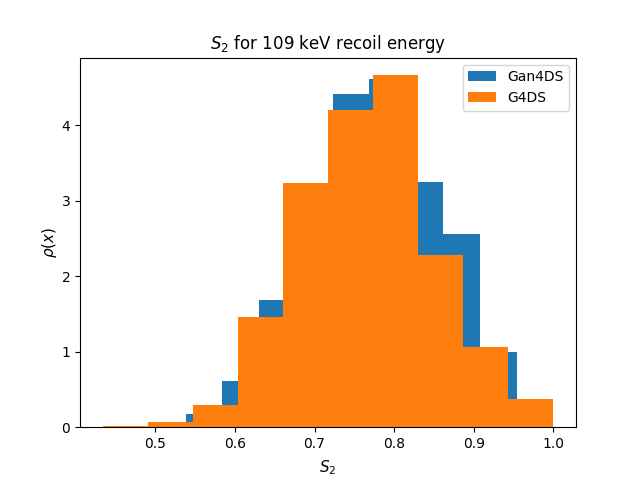 S₂ for 109 keV recoil energy
Gan4DS
G4DS
ρ(x)
4
3
2
1
0
0.5 0.6 0.7 0.8 0.9 1.0
S₂